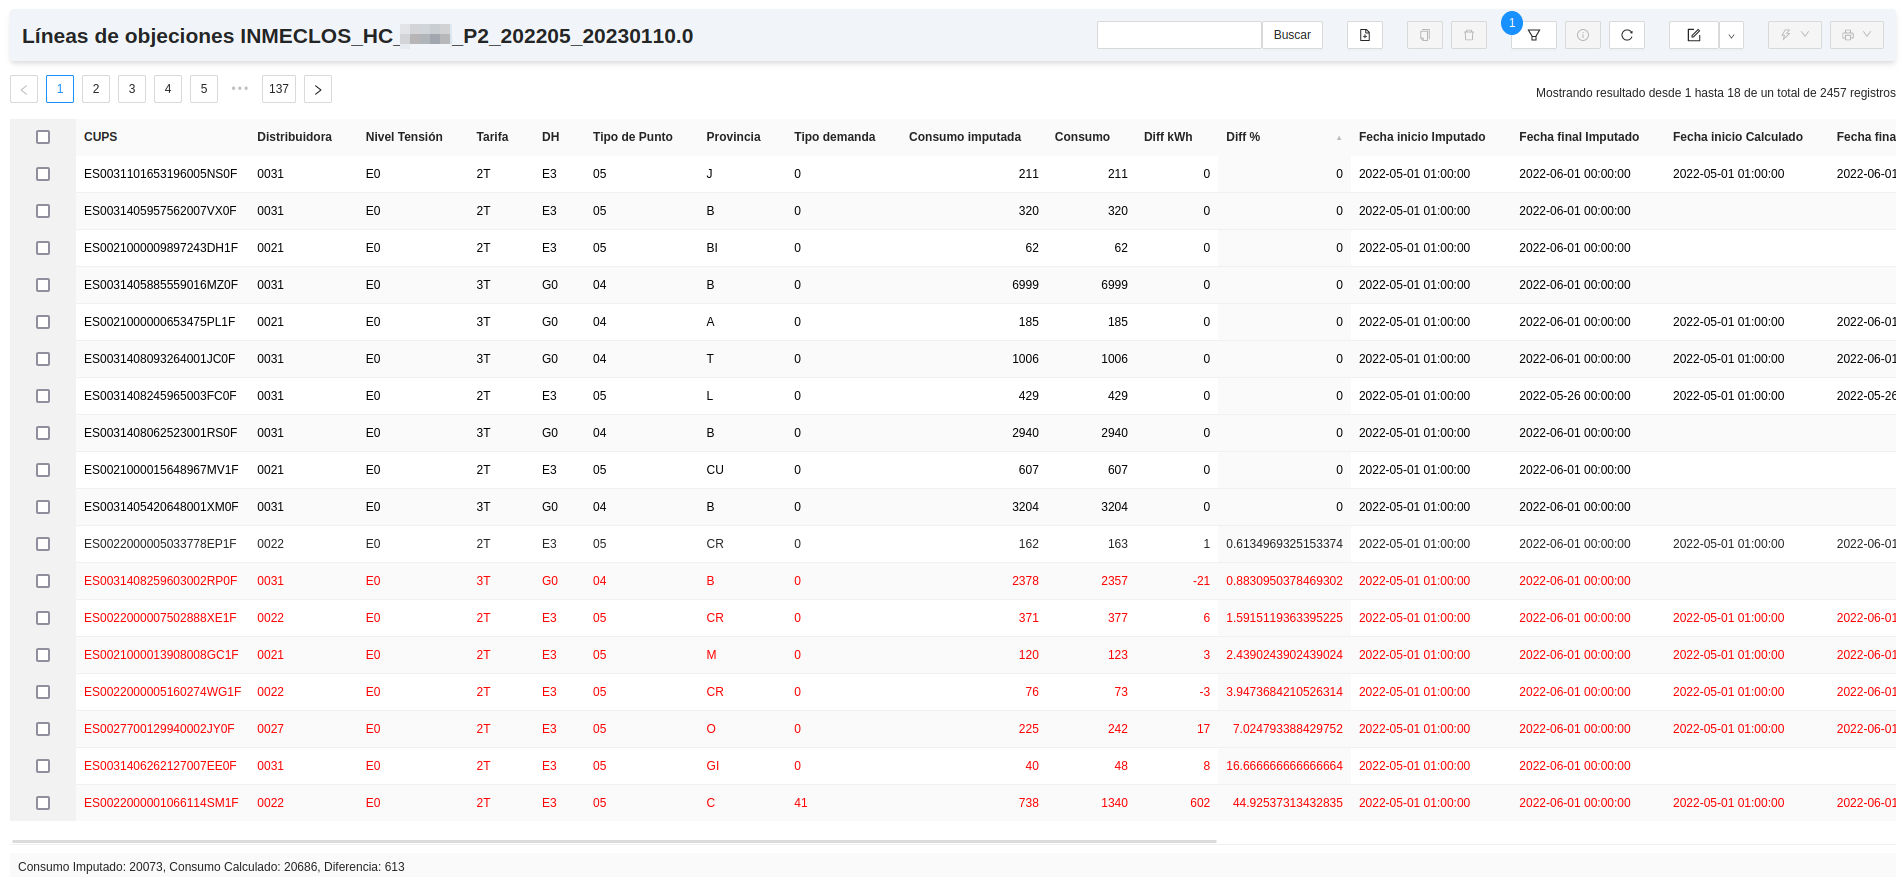 Líneas de objeciones INMECLOS_HC_ _P2_202205_20230110.0
Buscar
1
1 2 3 4 5 ••• 137
Mostrando resultado desde 1 hasta 18 de un total de 2457 registros
CUPS Distribuidora Nivel Tensión Tarifa DH Tipo de Punto Provincia Tipo demanda Consumo imputada Consumo Diff kWh Diff % Fecha inicio Imputado Fecha final Imputado Fecha inicio Calculado Fecha fina
ES0031101653196005NS0F 0031 E0 2T E3 05 J 0 211 211 0 0 2022-05-01 01:00:00 2022-06-01 00:00:00 2022-05-01 01:00:00 2022-06-01
ES0031405957562007VX0F 0031 E0 2T E3 05 B 0 320 320 0 0 2022-05-01 01:00:00 2022-06-01 00:00:00
ES0021000009897243DH1F 0021 E0 2T E3 05 BI 0 62 62 0 0 2022-05-01 01:00:00 2022-06-01 00:00:00
ES0031405885559016MZ0F 0031 E0 3T G0 04 B 0 6999 6999 0 0 2022-05-01 01:00:00 2022-06-01 00:00:00
ES0021000000653475PL1F 0021 E0 3T G0 04 A 0 185 185 0 0 2022-05-01 01:00:00 2022-06-01 00:00:00 2022-05-01 01:00:00 2022-06-01
ES0031408093264001JC0F 0031 E0 3T G0 04 T 0 1006 1006 0 0 2022-05-01 01:00:00 2022-06-01 00:00:00 2022-05-01 01:00:00 2022-06-01
ES0031408245965003FC0F 0031 E0 2T E3 05 L 0 429 429 0 0 2022-05-01 01:00:00 2022-05-26 00:00:00 2022-05-01 01:00:00 2022-05-26
ES0031408062523001RS0F 0031 E0 3T G0 04 B 0 2940 2940 0 0 2022-05-01 01:00:00 2022-06-01 00:00:00
ES0021000015648967MV1F 0021 E0 2T E3 05 CU 0 607 607 0 0 2022-05-01 01:00:00 2022-06-01 00:00:00
ES0031405420648001XM0F 0031 E0 3T G0 04 B 0 3204 3204 0 0 2022-05-01 01:00:00 2022-06-01 00:00:00
ES0022000005033778EP1F 0022 E0 2T E3 05 CR 0 162 163 1 0.6134969325153374 2022-05-01 01:00:00 2022-06-01 00:00:00 2022-05-01 01:00:00 2022-06-01
ES0031408259603002RP0F 0031 E0 3T G0 04 B 0 2378 2357 -21 0.8830950378469302 2022-05-01 01:00:00 2022-06-01 00:00:00
ES0022000007502888XE1F 0022 E0 2T E3 05 CR 0 371 377 6 1.5915119363395225 2022-05-01 01:00:00 2022-06-01 00:00:00 2022-05-01 01:00:00 2022-06-01
ES0021000013908008GC1F 0021 E0 2T E3 05 M 0 120 123 3 2.4390243902439024 2022-05-01 01:00:00 2022-06-01 00:00:00 2022-05-01 01:00:00 2022-06-01
ES0022000005160274WG1F 0022 E0 2T E3 05 CR 0 76 73 -3 3.9473684210526314 2022-05-01 01:00:00 2022-06-01 00:00:00 2022-05-01 01:00:00 2022-06-01
ES0027700129940002JY0F 0027 E0 2T E3 05 O 0 225 242 17 7.024793388429752 2022-05-01 01:00:00 2022-06-01 00:00:00 2022-05-01 01:00:00 2022-06-01
ES0031406262127007EE0F 0031 E0 2T E3 05 GI 0 40 48 8 16.666666666666664 2022-05-01 01:00:00 2022-06-01 00:00:00
ES0022000001066114SM1F 0022 E0 2T E3 05 C 41 738 1340 602 44.92537313432835 2022-05-01 01:00:00 2022-06-01 00:00:00 2022-05-01 01:00:00 2022-06-01
Consumo Imputado: 20073, Consumo Calculado: 20686, Diferencia: 613